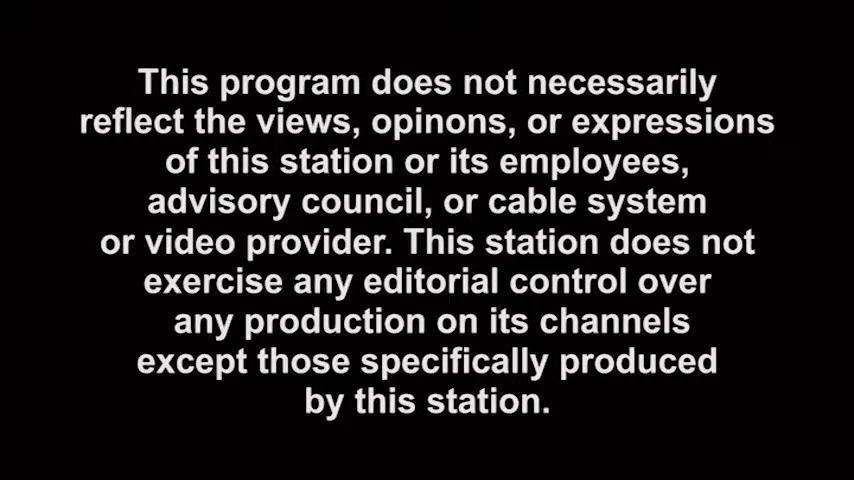 This program does not necessarily
reflect the views, opinons, or expressions
of this station or its employees,
advisory council, or cable system
or video provider. This station does not
exercise any editorial control over
any production on its channels
except those specifically produced
by this station.